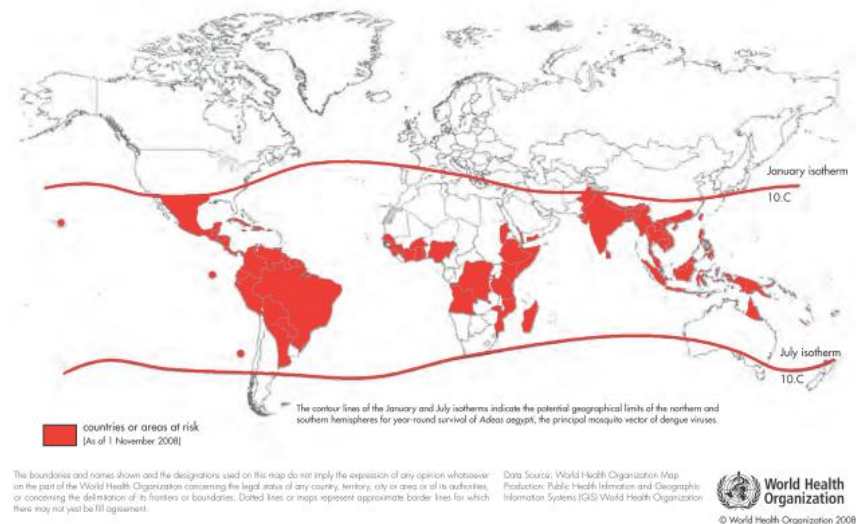 January isotherm
10.C
July isotherm
10.C
The contour lines of the January and July isotherms indicate the potential geographical limits of the northern and
southern hemispheres for year-round survival of Adeas aegypti, the principal mosquito vector of dengue viruses.
countries or areas at risk
(As of 1 November 2008)
The boundaries and names shown and the designations used on this map do not imply the expression of any opinion whatsoever
on the part of the World Health Organization concerning the legal status of any country, territory, city or area or of its authorities,
or concerning the delimitation of its frontiers or boundaries. Dotted lines or maps represent approximate border lines for which
there may not yest be fill agreement.
Data Source: World Health Organization Map
Production: Public Health Infrmation and Geographic
Information Systems (GIS) World Health Organization
World Health
Organization
© World Health Organization 2008